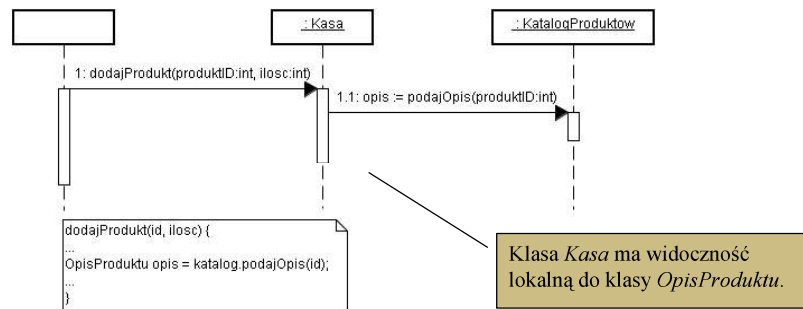 : Kasa
: KatalogProduktow
1: dodajProdukt(produktID:int, ilosc:int)
1.1: opis := podajOpis(produktID:int)
dodajProdukt(id, ilosc) {
...
OpisProduktu opis = katalog.podajOpis(id);
...
}
Klasa Kasa ma widoczność
lokalną do klasy OpisProduktu.